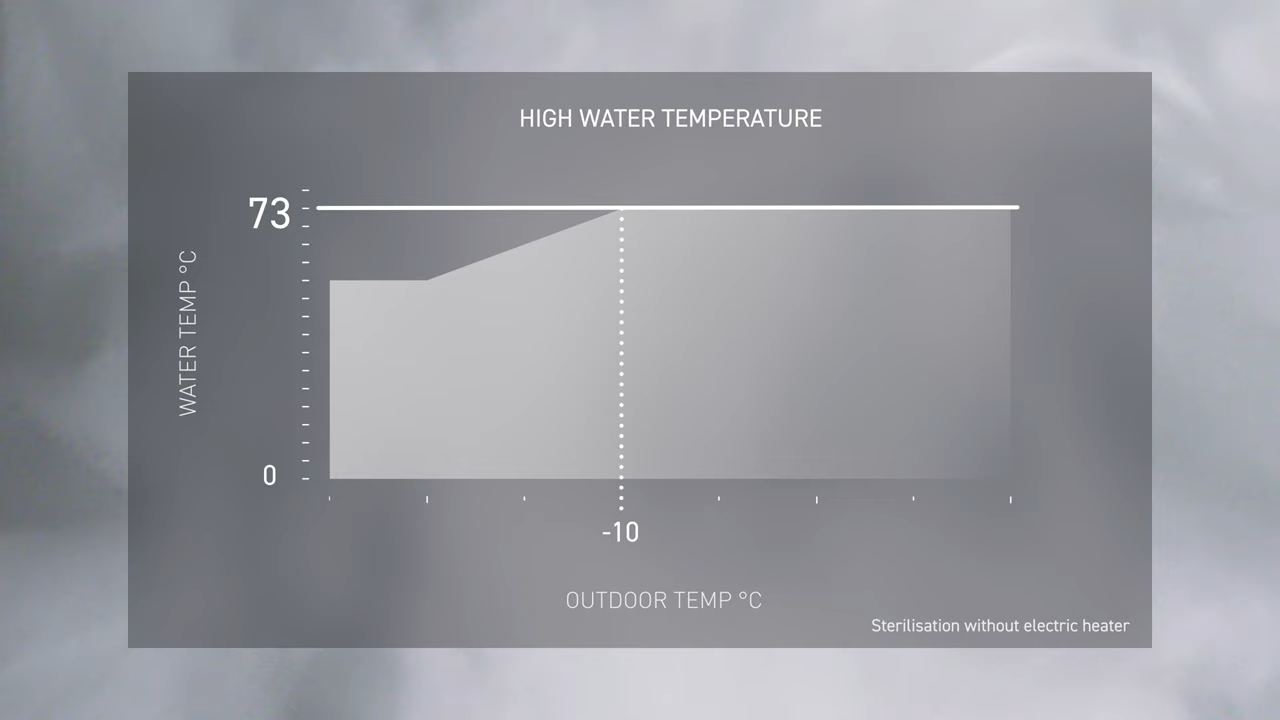 HIGH WATER TEMPERATURE
73
WATER TEMP °C
0
-10
OUTDOOR TEMP °C
Sterilisation without electric heater